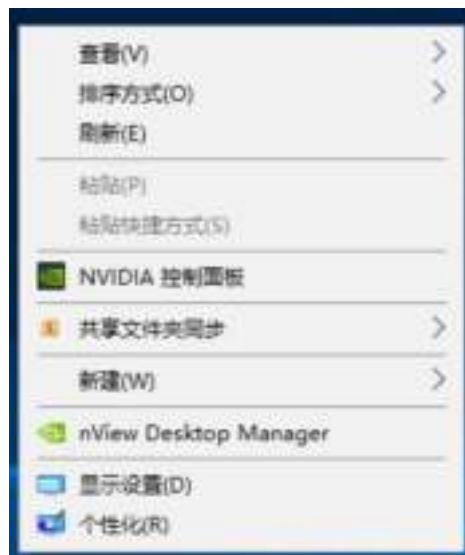 查看(V)
排序方式(O)
刷新(E)
粘贴(P)
粘贴快捷方式(S)
NVIDIA 控制面板
共享文件夹同步
新建(W)
nView Desktop Manager
显示设置(D)
个性化(R)